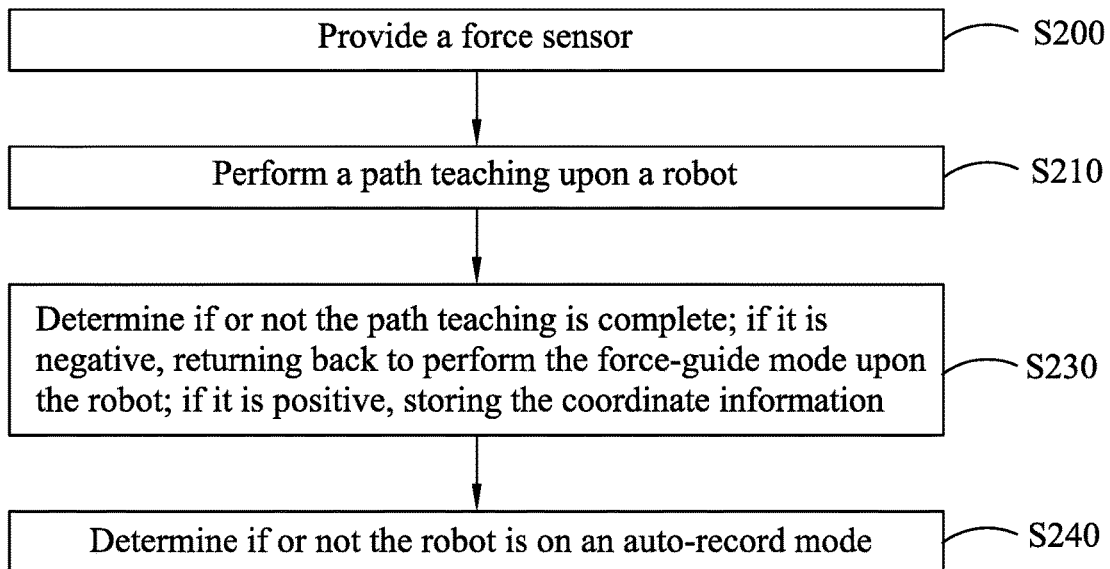 Provide a force sensor
S200
Perform a path teaching upon a robot
S210
Determine if or not the path teaching is complete; if it is
negative, returning back to perform the force-guide mode upon
the robot; if it is positive, storing the coordinate information
S230
Determine if or not the robot is on an auto-record mode
S240